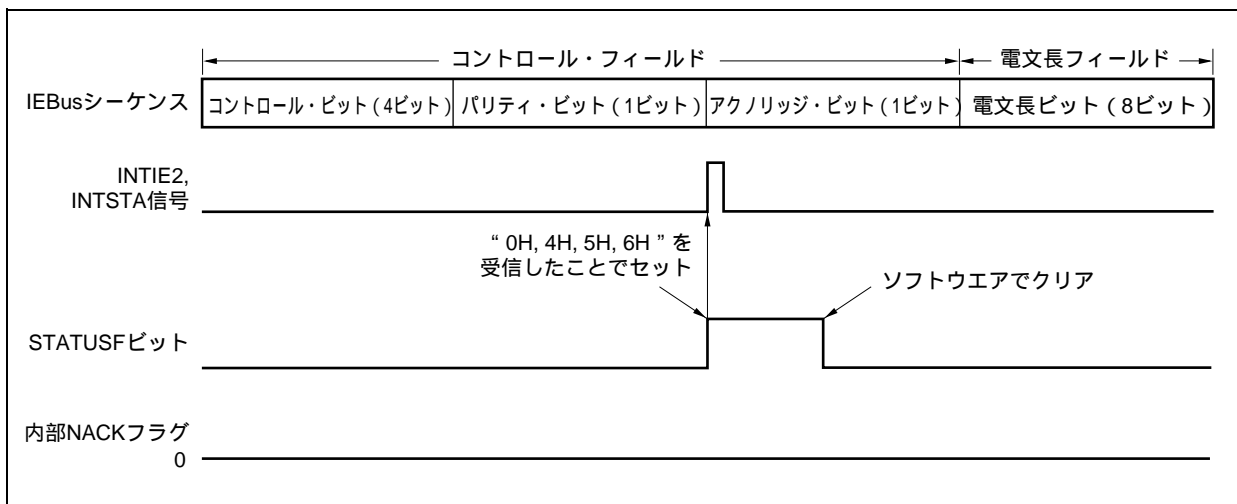 コントロール・フィールド 電文長フィールド
IEBusシーケンス コントロール・ビット（4ビット） パリティ・ビット（1ビット） アクノリッジ・ビット（1ビット） 電文長ビット（8ビット）
INTIE2,
INTSTA信号
“ 0H, 4H, 5H, 6H ” を
受信したことでセット
ソフトウエアでクリア
STATUSFビット
内部NACKフラグ
0